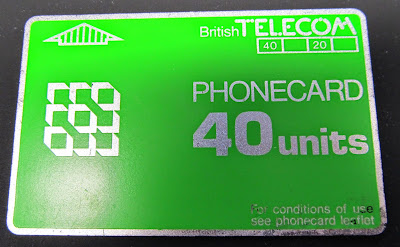 British TELECOM
40 20
PHONECARD
40 units
For conditions of use
see phonecard leaflet